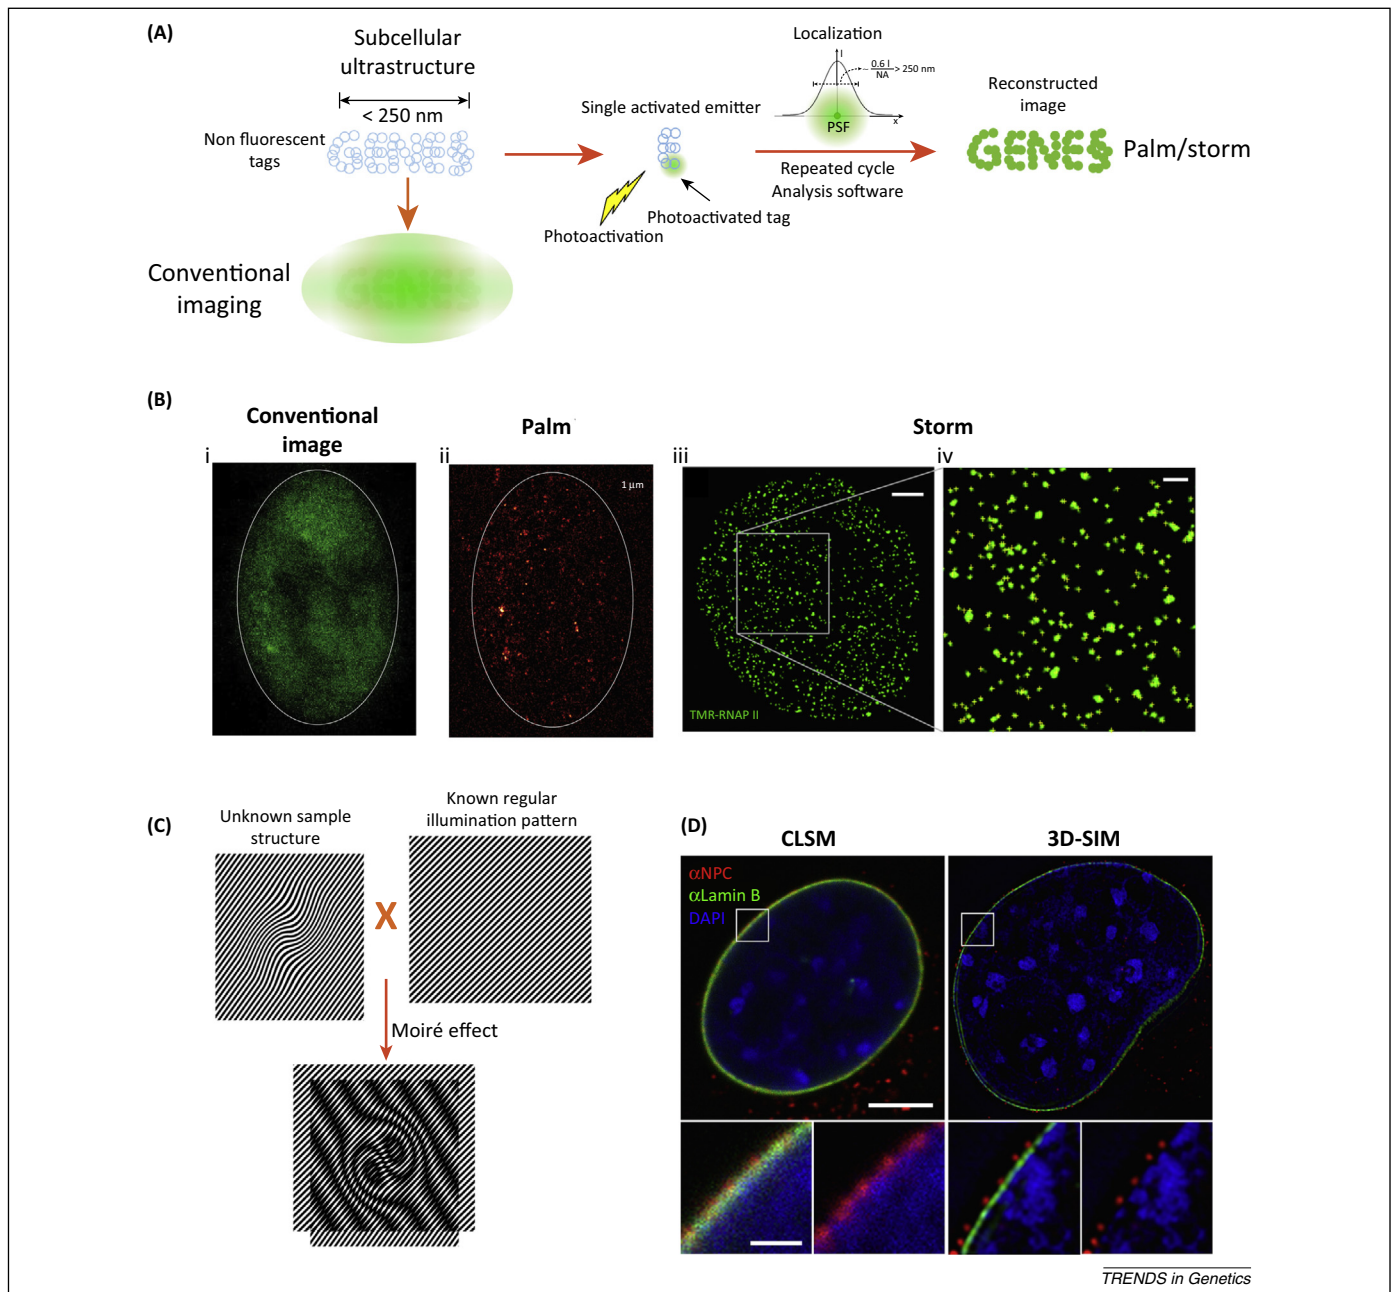 (A)
Subcellular
ultrastructure
< 250 nm
Non fluorescent
tags
GENES
Conventional
imaging
GENES
Single activated emitter
Photoactivated tag
Photoactivation
Localization
I
0.6 l
NA
> 250 nm
PSF
x
Repeated cycle
Analysis software
Reconstructed
image
GENES
Palm/storm
(B)
Conventional
image
i
Palm
ii
1 μm
Storm
iii
TMR-RNAP II
iv
(C)
Unknown sample
structure
Known regular
illumination pattern
X
Moiré effect
(D)
CLSM
3D-SIM
αNPC
αLamin B
DAPI
TRENDS in Genetics